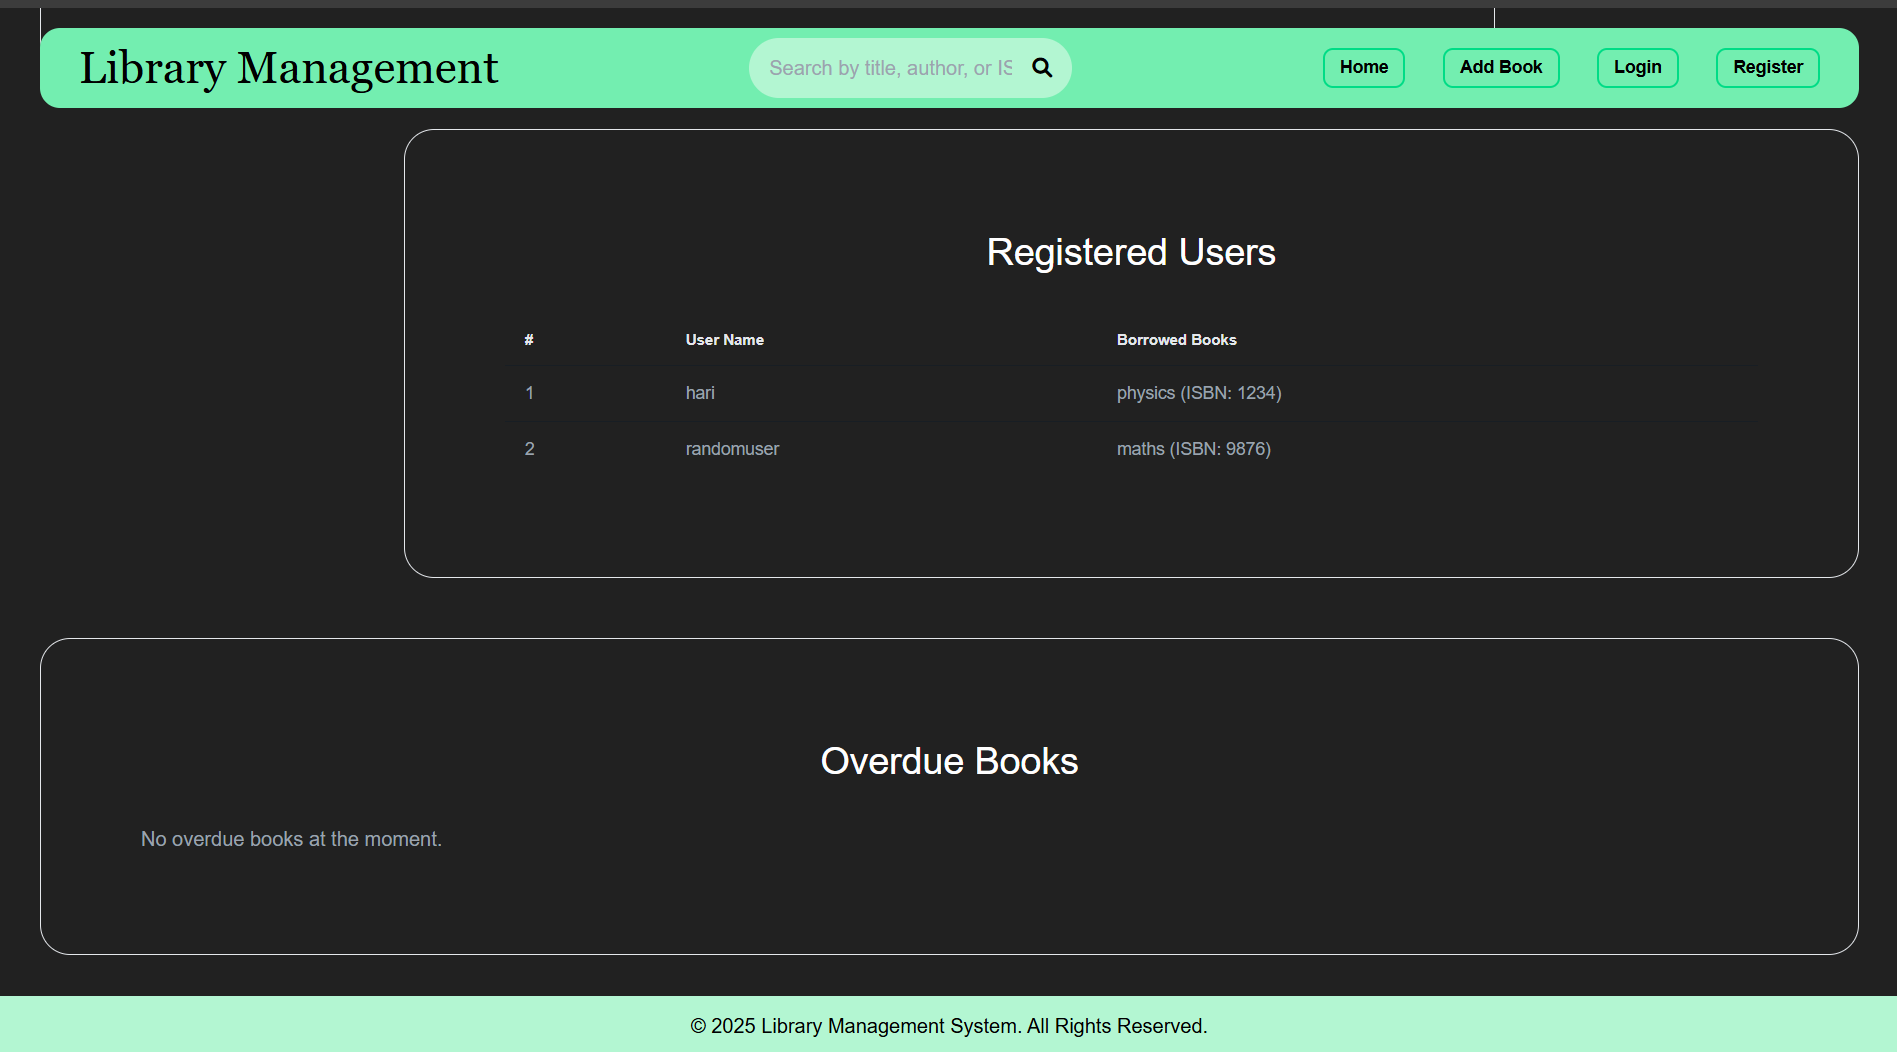 Library Management
Search by title, author, or IS
Home
Add Book
Login
Register
Registered Users
# User Name Borrowed Books
1 hari physics (ISBN: 1234)
2 randomuser maths (ISBN: 9876)
Overdue Books
No overdue books at the moment.
© 2025 Library Management System. All Rights Reserved.